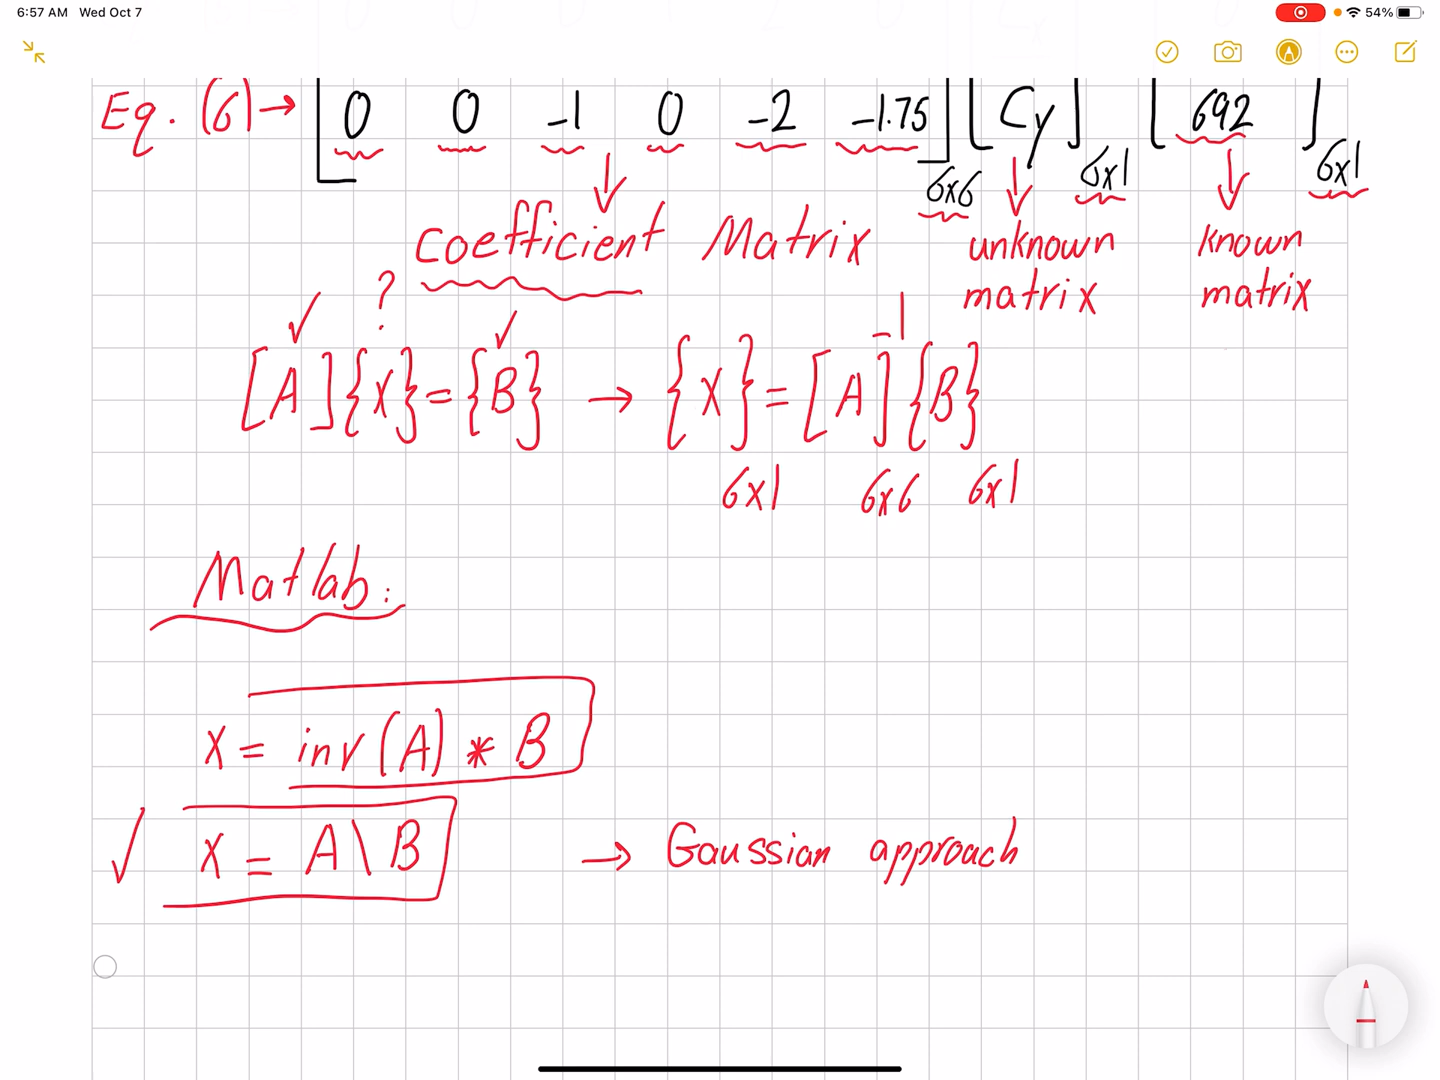 6:57 AM Wed Oct 7 54%
Eq. (6) → [0 0 -1 0 -2 -1.75] [Cy] [692]
6x6 6x1 6x1
Coefficient Matrix unknown matrix known matrix
✓ ? ✓
[A]{X}={B} → {X}=[A]⁻¹{B}
6x1 6x6 6x1
Matlab:
X = inv(A) * B
✓ X = A\B → Gaussian approach